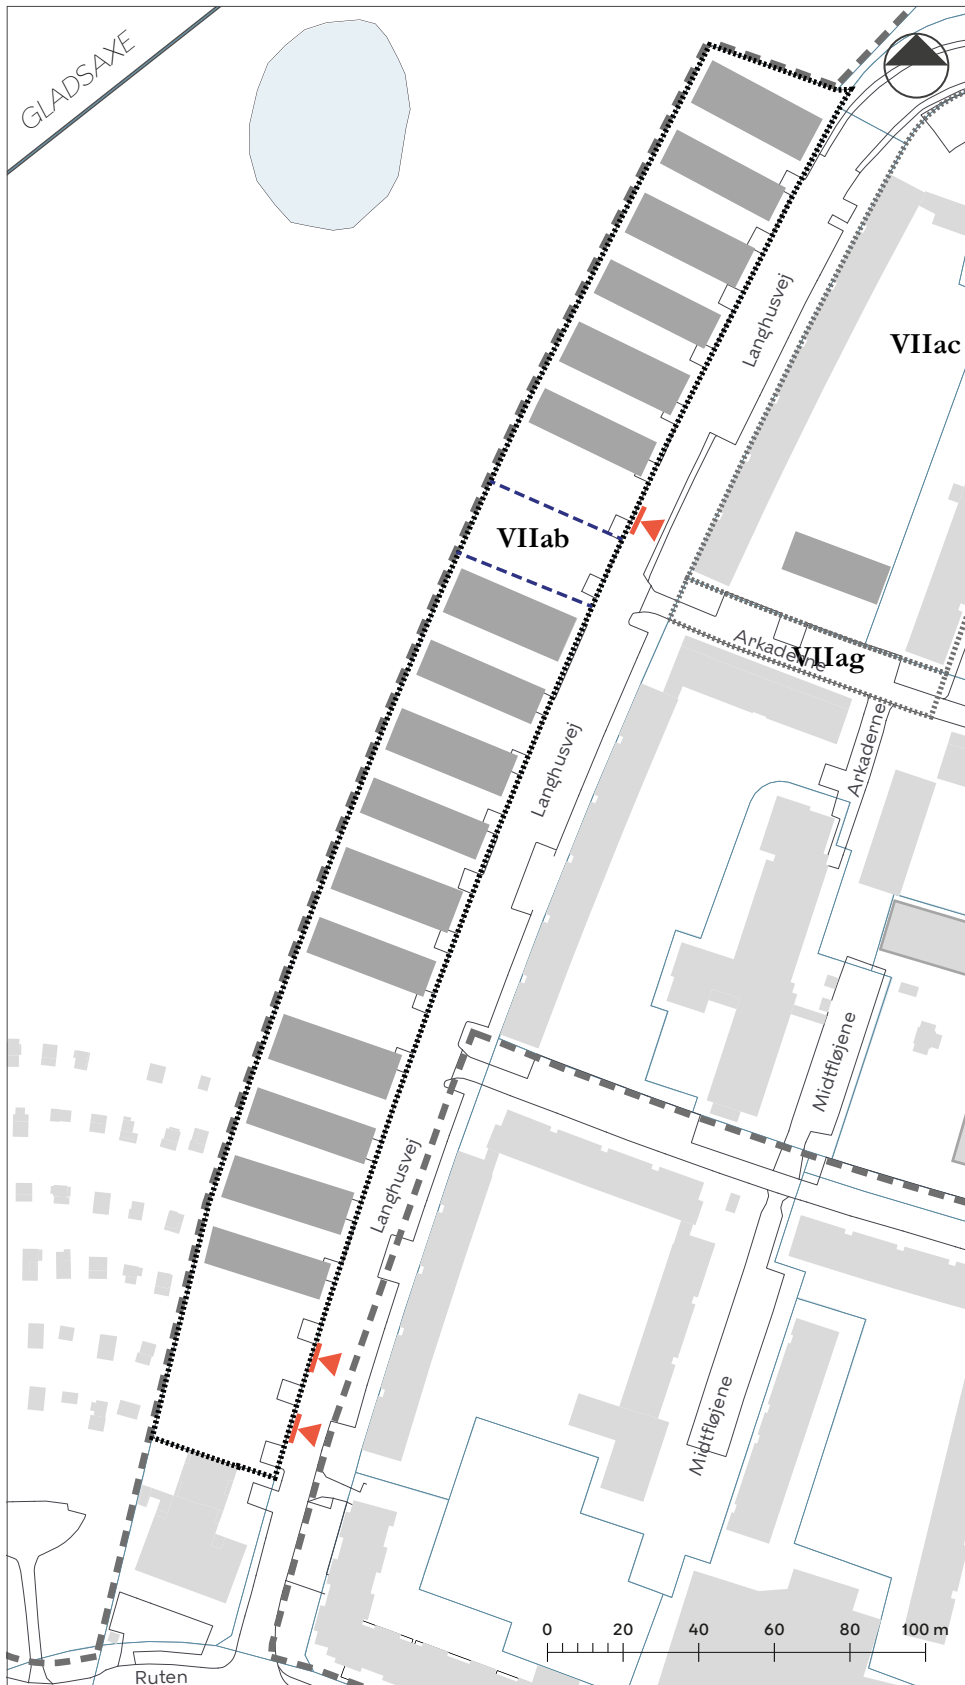 GLADSAXE
Langhusvej
VIIac
VIIab
Arkaderne
VIIag
Arkaderne
Langhusvej
Midtfløjene
Langhusvej
Midtfløjene
0 20 40 60 80 100 m
Ruten